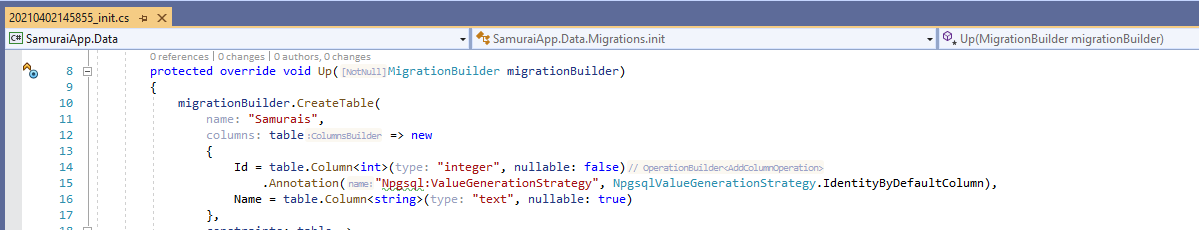 20210402145855_init.cs
C# SamuraiApp.Data SamuraiApp.Data.Migrations.init Up(MigrationBuilder migrationBuilder)
0 references | 0 changes | 0 authors, 0 changes
8 protected override void Up([NotNull]MigrationBuilder migrationBuilder)
9 {
10 migrationBuilder.CreateTable(
11 name: "Samurais",
12 columns: table :ColumnsBuilder => new
13 {
14 Id = table.Column<int>(type: "integer", nullable: false) // OperationBuilder<AddColumnOperation>
15 .Annotation( name: "Npgsql:ValueGenerationStrategy", NpgsqlValueGenerationStrategy.IdentityByDefaultColumn),
16 Name = table.Column<string>(type: "text", nullable: true)
17 },